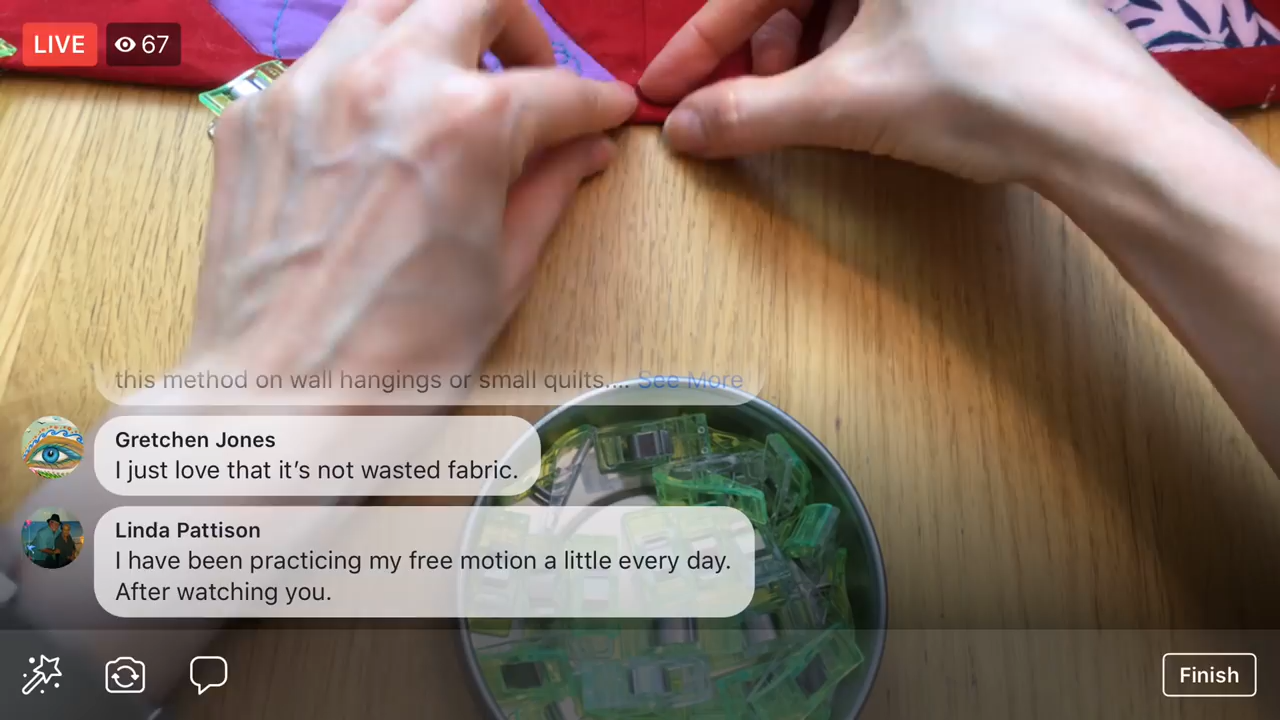 LIVE 67
this method on wall hangings or small quilts.... See More
Gretchen Jones
I just love that it’s not wasted fabric.
Linda Pattison
I have been practicing my free motion a little every day.
After watching you.
Finish